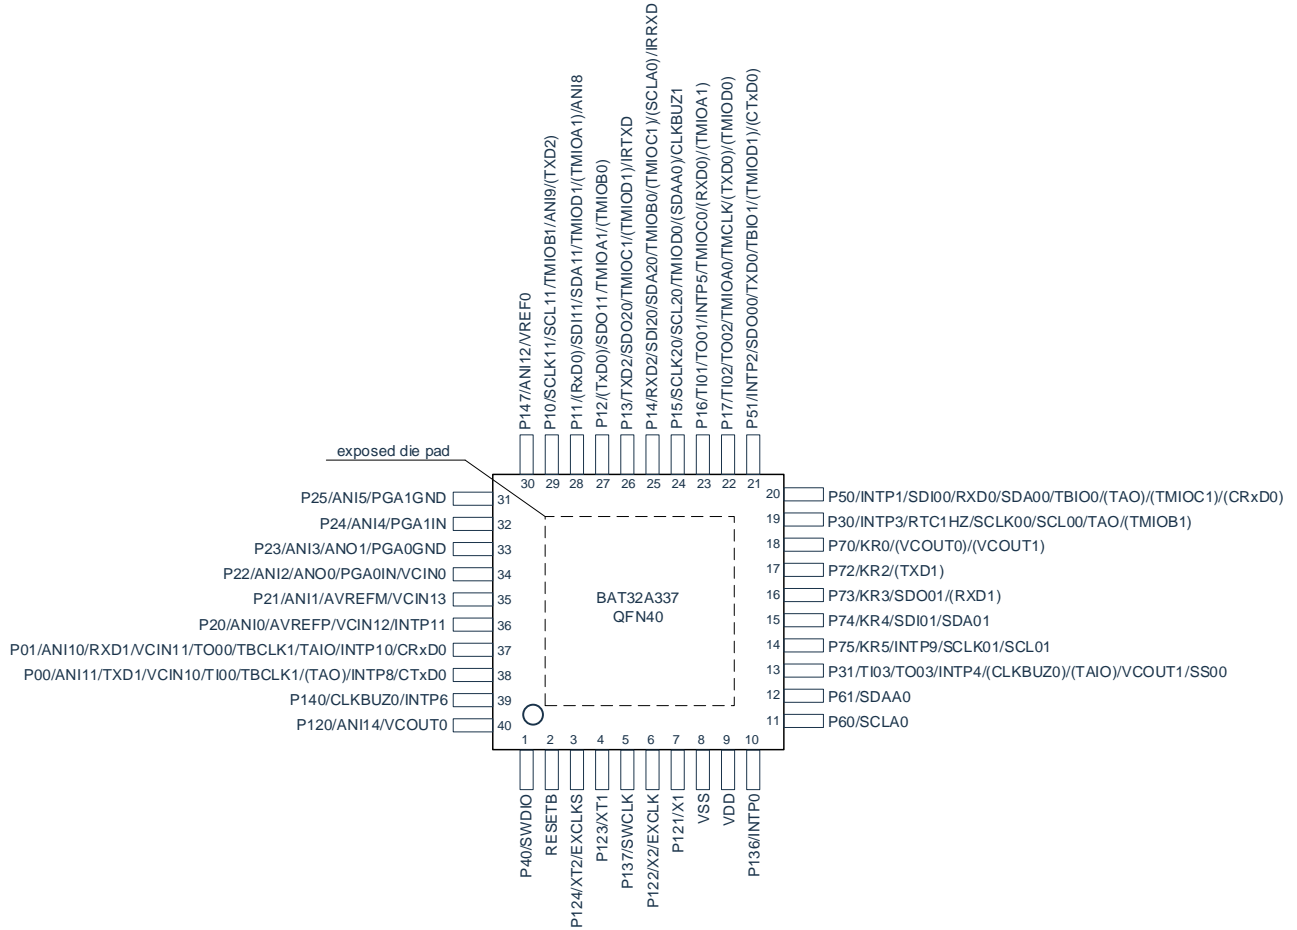 P147/ANI12/VREF0
P10/SCLK11/SCL11/TMIOB1/ANI9/(TXD2)
P11/(RxD0)/SDI11/SDA11/TMIOD1/(TMIOA1)/ANI8
P12/(TxD0)/SDO11/TMIOA1/(TMIOB0)
P13/TXD2/SDO20/TMIOC1/(TMIOD1)/IRTXD
P14/RXD2/SDI20/SDA20/TMIOB0/(TMIOC1)/(SCLA0)/IRRXD
P15/SCLK20/SCL20/TMIOD0/(SDAA0)/CLKBUZ1
P16/TI01/TO01/INTP5/TMIOC0/(RXD0)/(TMIOA1)
P17/TI02/TO02/TMIOA0/TMCLK/(TXD0)/(TMIOD0)
P51/INTP2/SDO00/TXD0/TBIO1/(TMIOD1)/(CTxD0)
exposed die pad
30 29 28 27 26 25 24 23 22 21
P25/ANI5/PGA1GND 31
P24/ANI4/PGA1IN 32
P23/ANI3/ANO1/PGA0GND 33
P22/ANI2/ANO0/PGA0IN/VCIN0 34
P21/ANI1/AVREFM/VCIN13 35
P20/ANI0/AVREFP/VCIN12/INTP11 36
P01/ANI10/RXD1/VCIN11/TO00/TBCLK1/TAIO/INTP10/CRxD0 37
P00/ANI11/TXD1/VCIN10/TI00/TBCLK1/(TAO)/INTP8/CTxD0 38
P140/CLKBUZ0/INTP6 39
P120/ANI14/VCOUT0 40
BAT32A337
QFN40
20 P50/INTP1/SDI00/RXD0/SDA00/TBIO0/(TAO)/(TMIOC1)/(CRxD0)
19 P30/INTP3/RTC1HZ/SCLK00/SCL00/TAO/(TMIOB1)
18 P70/KR0/(VCOUT0)/(VCOUT1)
17 P72/KR2/(TXD1)
16 P73/KR3/SDO01/(RXD1)
15 P74/KR4/SDI01/SDA01
14 P75/KR5/INTP9/SCLK01/SCL01
13 P31/TI03/TO03/INTP4/(CLKBUZ0)/(TAIO)/VCOUT1/SS00
12 P61/SDAA0
11 P60/SCLA0
1 2 3 4 5 6 7 8 9 10
P40/SWDIO
RESETB
P124/XT2/EXCLKS
P123/XT1
P137/SWCLK
P122/X2/EXCLK
P121/X1
VSS
VDD
P136/INTP0